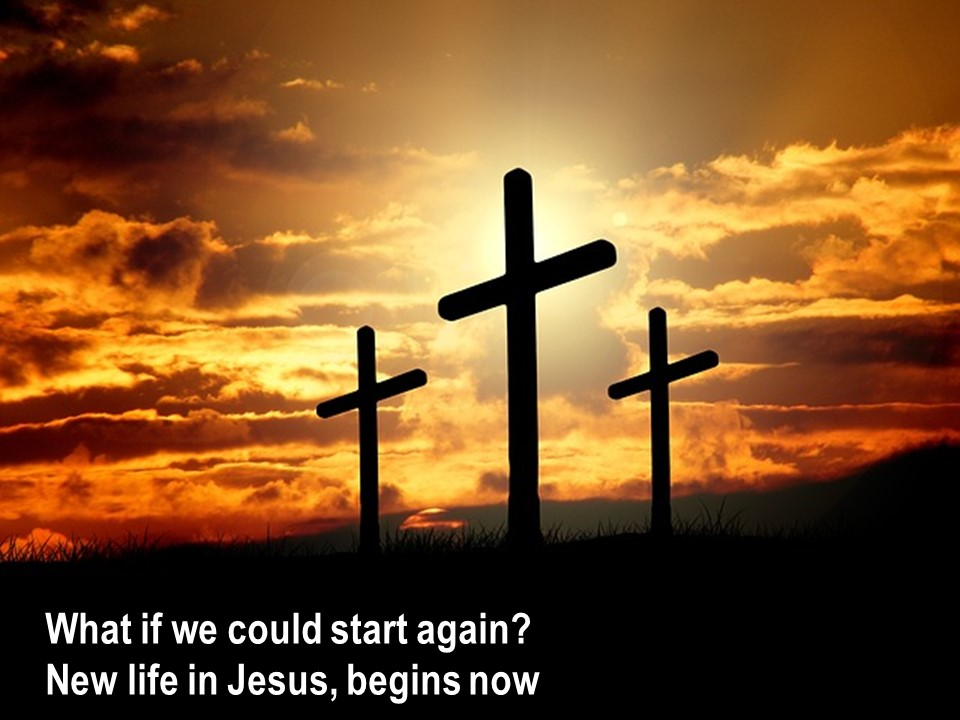 What if we could start again?
New life in Jesus, begins now